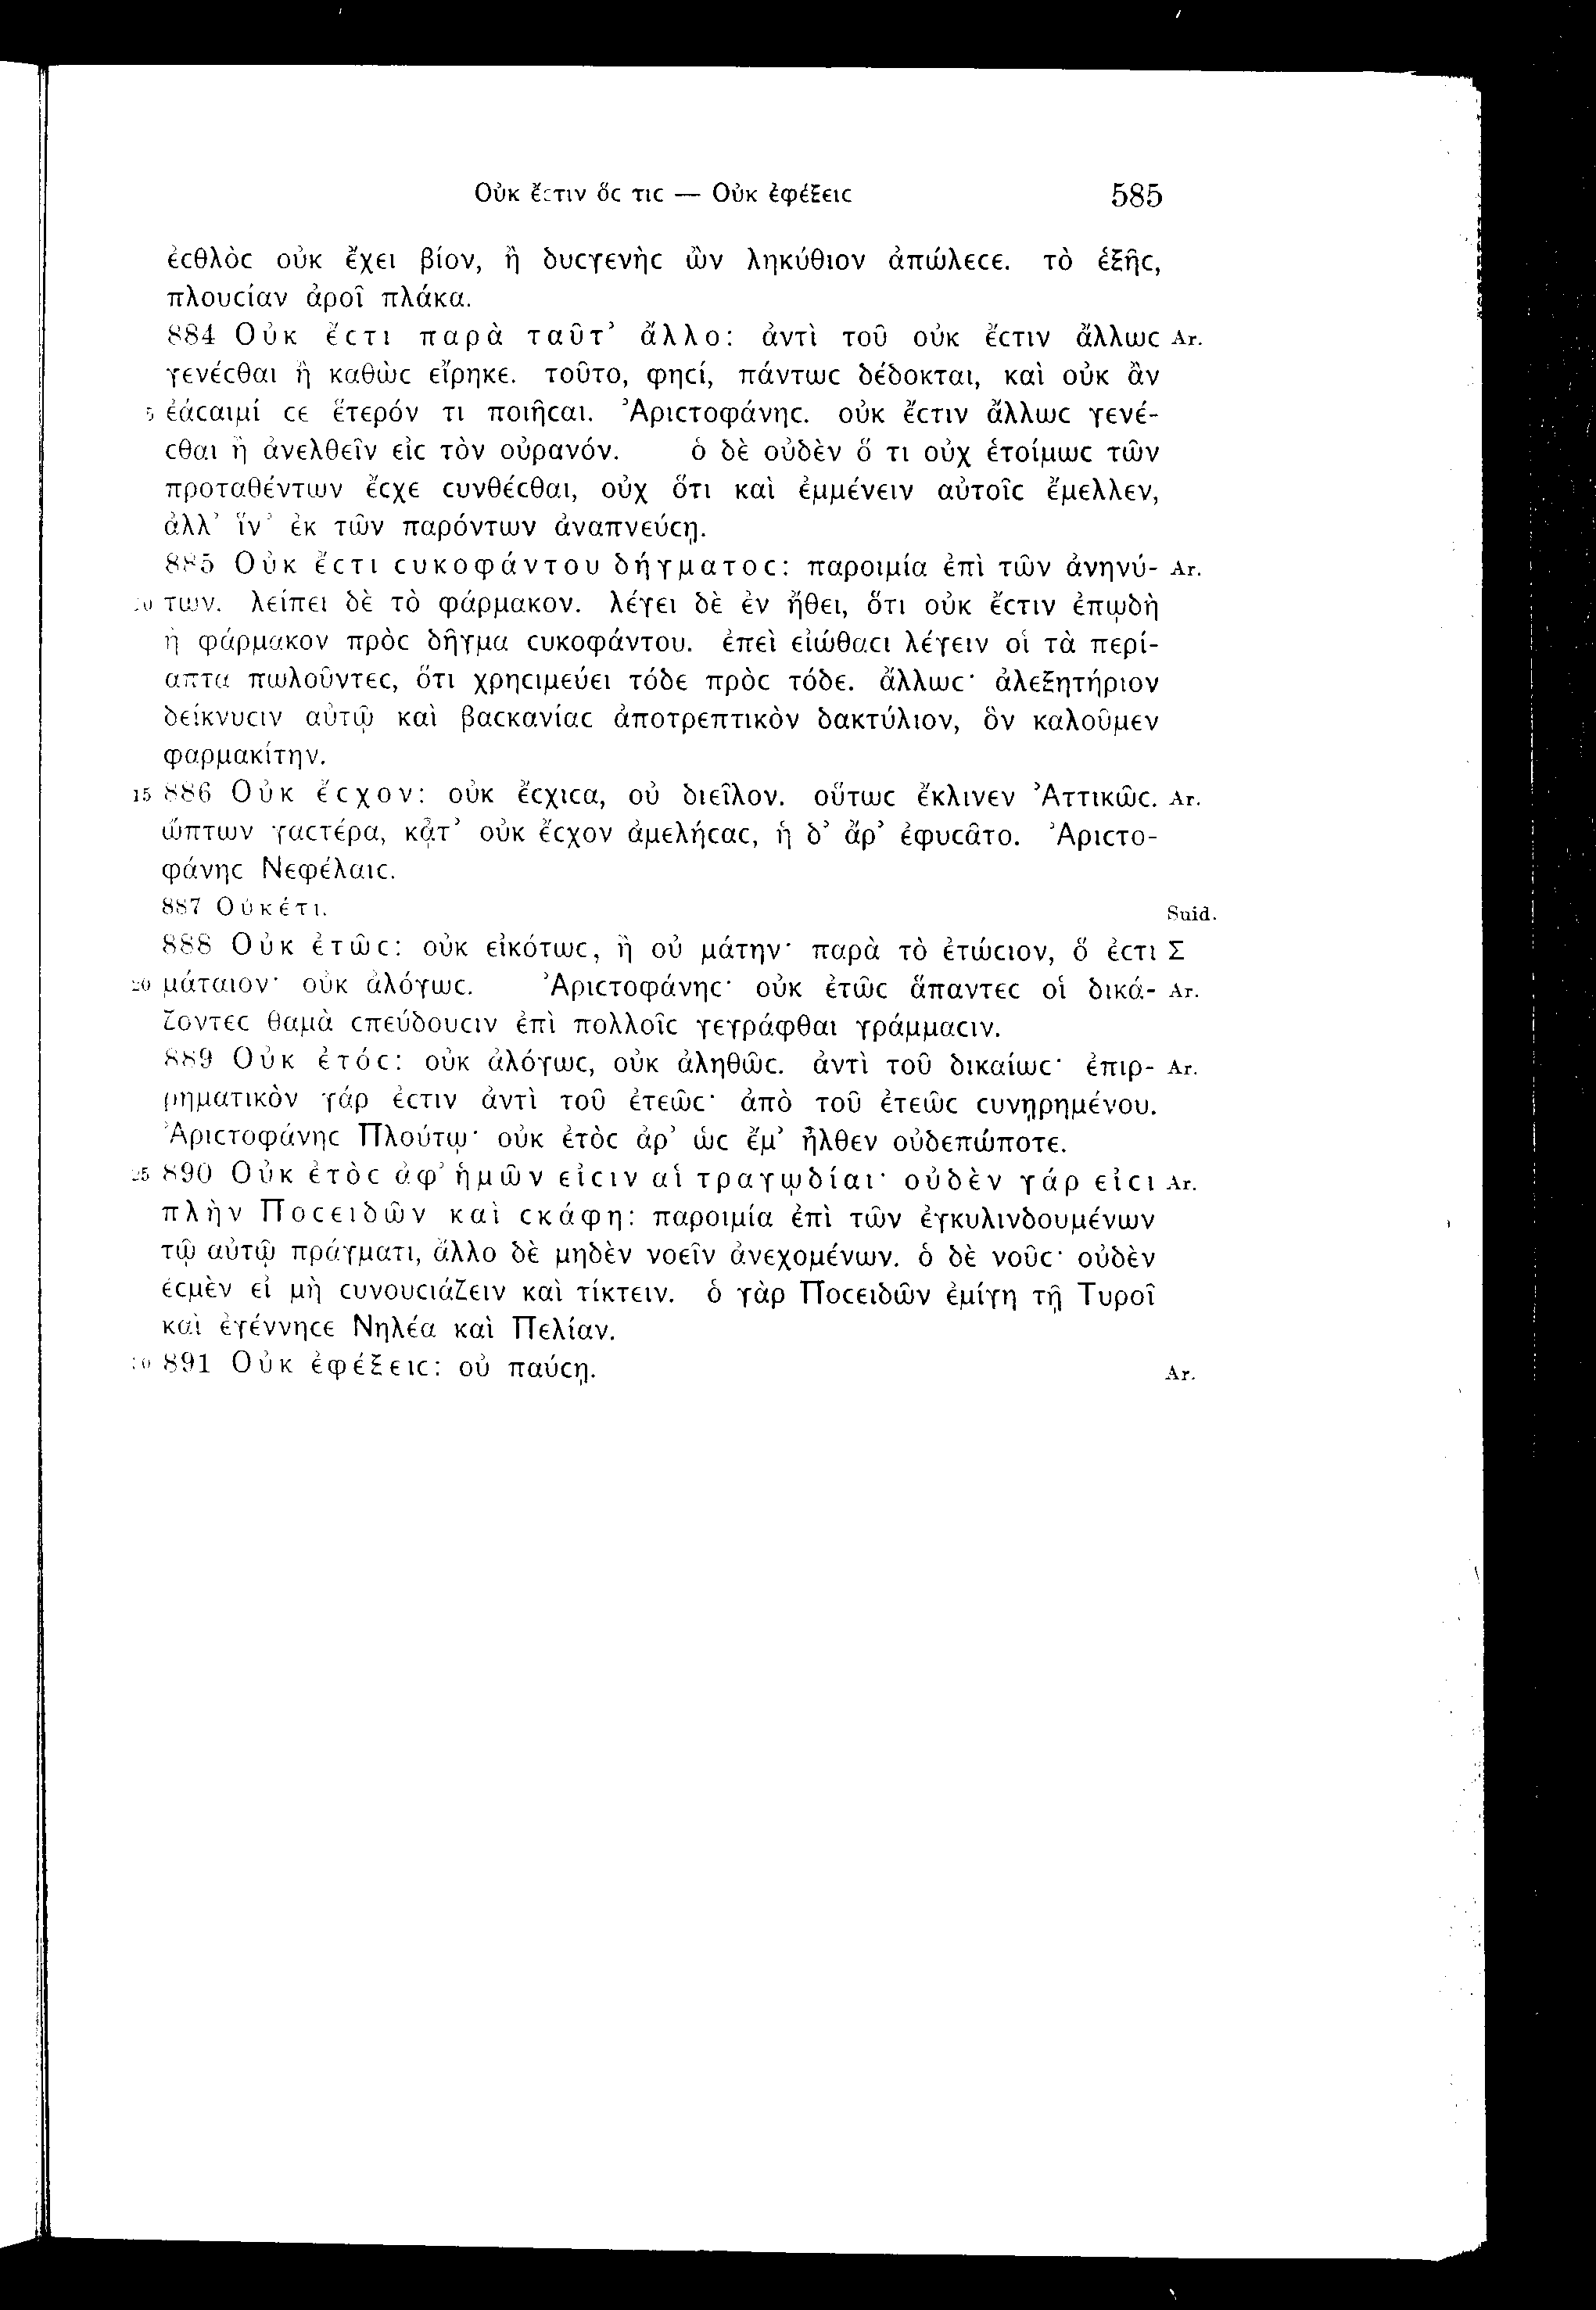 Οὐκ ἔϲτιν ὅϲ τιϲ — Οὐκ ἐφέξειϲ 585
ἐϲθλὸϲ οὐκ ἔχει βίον, ἢ δυϲγενὴϲ ὢν ληκύθιον ἀπώλεϲε. τὸ ἑξῆϲ,
πλουϲίαν ἀροῖ πλάκα.
884 Οὐκ ἔϲτι παρὰ ταῦτ’ ἄλλο: ἀντὶ τοῦ οὐκ ἔϲτιν ἄλλωϲ Ar.
γενέϲθαι ἢ καθὼϲ εἴρηκε. τοῦτο, φηϲί, πάντωϲ δέδοκται, καὶ οὐκ ἂν
5 ἐάϲαιμί ϲε ἕτερόν τι ποιῆϲαι. Ἀριϲτοφάνηϲ. οὐκ ἔϲτιν ἄλλωϲ γενέ-
ϲθαι ἢ ἀνελθεῖν εἰϲ τὸν οὐρανόν. ὁ δὲ οὐδὲν ὅ τι οὐχ ἑτοίμωϲ τῶν
προταθέντων ἔϲχε ϲυνθέϲθαι, οὐχ ὅτι καὶ ἐμμένειν αὐτοῖϲ ἔμελλεν,
ἀλλ’ ἵν’ ἐκ τῶν παρόντων ἀναπνεύϲῃ.
885 Οὐκ ἔϲτι ϲυκοφάντου δήγματοϲ: παροιμία ἐπὶ τῶν ἀνηνύ- Ar.
10 των. λείπει δὲ τὸ φάρμακον. λέγει δὲ ἐν ἤθει, ὅτι οὐκ ἔϲτιν ἐπῳδὴ
ἢ φάρμακον πρὸϲ δῆγμα ϲυκοφάντου. ἐπεὶ εἰώθαϲι λέγειν οἱ τὰ περί-
απτα πωλοῦντεϲ, ὅτι χρηϲιμεύει τόδε πρὸϲ τόδε. ἄλλωϲ· ἀλεξητήριον
δείκνυϲιν αὐτῷ καὶ βαϲκανίαϲ ἀποτρεπτικὸν δακτύλιον, ὃν καλοῦμεν
φαρμακίτην.
15 886 Οὐκ ἔϲχον: οὐκ ἔϲχιϲα, οὐ διεῖλον. οὕτωϲ ἔκλινεν Ἀττικῶϲ. Ar.
ὤπτων γαϲτέρα, κᾆτ’ οὐκ ἔϲχον ἀμελήϲαϲ, ἡ δ’ ἄρ’ ἐφυϲᾶτο. Ἀριϲτο-
φάνηϲ Νεφέλαιϲ.
887 Οὐκέτι. Suid.
888 Οὐκ ἐτῶϲ: οὐκ εἰκότωϲ, ἢ οὐ μάτην· παρὰ τὸ ἐτώϲιον, ὅ ἐϲτι Σ
20 μάταιον· οὐκ ἀλόγωϲ. Ἀριϲτοφάνηϲ· οὐκ ἐτῶϲ ἅπαντεϲ οἱ δικά- Ar.
ζοντεϲ θαμὰ ϲπεύδουϲιν ἐπὶ πολλοῖϲ γεγράφθαι γράμμαϲιν.
889 Οὐκ ἐτόϲ: οὐκ ἀλόγωϲ, οὐκ ἀληθῶϲ. ἀντὶ τοῦ δικαίωϲ· ἐπιρ- Ar.
ρηματικὸν γάρ ἐϲτιν ἀντὶ τοῦ ἐτεῶϲ· ἀπὸ τοῦ ἐτεῶϲ ϲυνῃρημένου.
Ἀριϲτοφάνηϲ Πλούτῳ· οὐκ ἐτὸϲ ἀρ’ ὡϲ ἔμ’ ἦλθεν οὐδεπώποτε.
25 890 Οὐκ ἐτὸϲ ἀφ’ ἡμῶν εἰϲιν αἱ τραγῳδίαι· οὐδὲν γάρ εἰϲι Ar.
πλὴν Ποϲειδῶν καὶ ϲκάφη: παροιμία ἐπὶ τῶν ἐγκυλινδουμένων
τῷ αὐτῷ πράγματι, ἄλλο δὲ μηδὲν νοεῖν ἀνεχομένων. ὁ δὲ νοῦϲ· οὐδὲν
ἐϲμὲν εἰ μὴ ϲυνουϲιάζειν καὶ τίκτειν. ὁ γὰρ Ποϲειδῶν ἐμίγη τῇ Τυροῖ
καὶ ἐγέννηϲε Νηλέα καὶ Πελίαν.
30 891 Οὐκ ἐφέξειϲ: οὐ παύϲῃ. Ar.